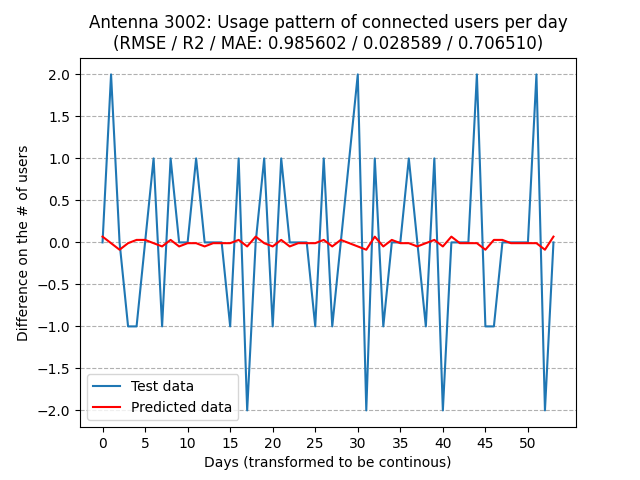 Antenna 3002: Usage pattern of connected users per day
(RMSE / R2 / MAE: 0.985602 / 0.028589 / 0.706510)
Difference on the # of users
2.0
1.5
1.0
0.5
0.0
−0.5
−1.0
−1.5
−2.0
Test data
Predicted data
0 5 10 15 20 25 30 35 40 45 50
Days (transformed to be continous)